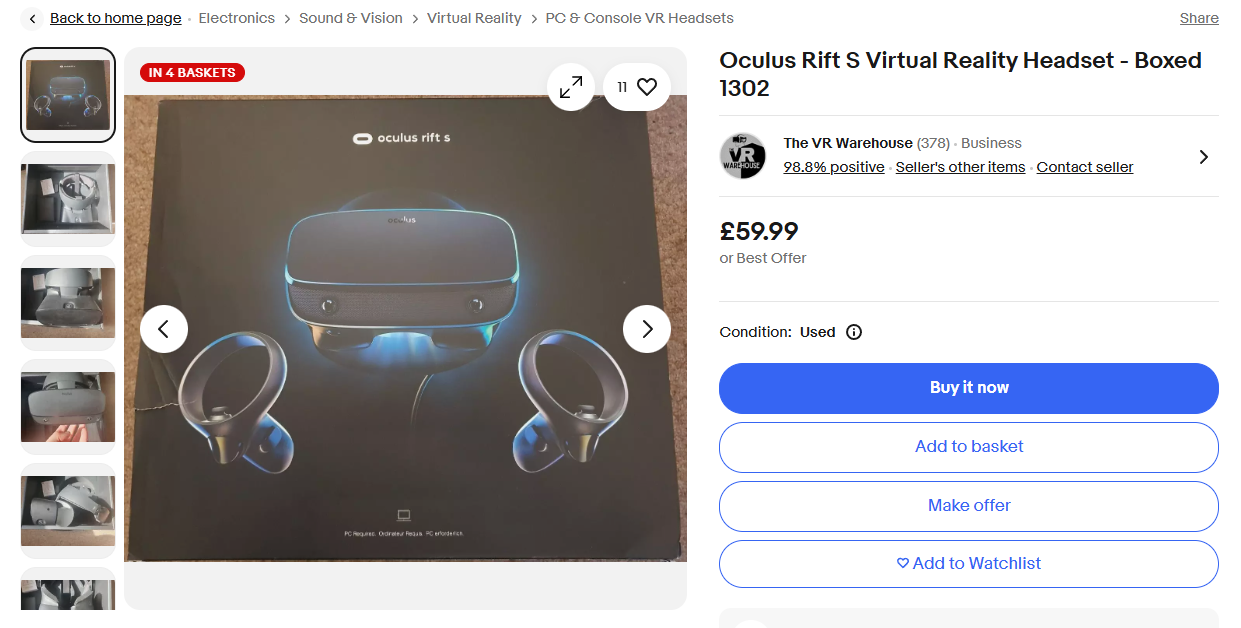 Back to home page · Electronics > Sound & Vision > Virtual Reality > PC & Console VR Headsets
Share
IN 4 BASKETS
11
oculus rift s
oculus
PC Required. Ordinateur Requis. PC erforderlich.
Oculus Rift S Virtual Reality Headset - Boxed
1302
VR
WAREHOUSE
The VR Warehouse (378) · Business
98.8% positive · Seller's other items · Contact seller
£59.99
or Best Offer
Condition: Used
Buy it now
Add to basket
Make offer
Add to Watchlist